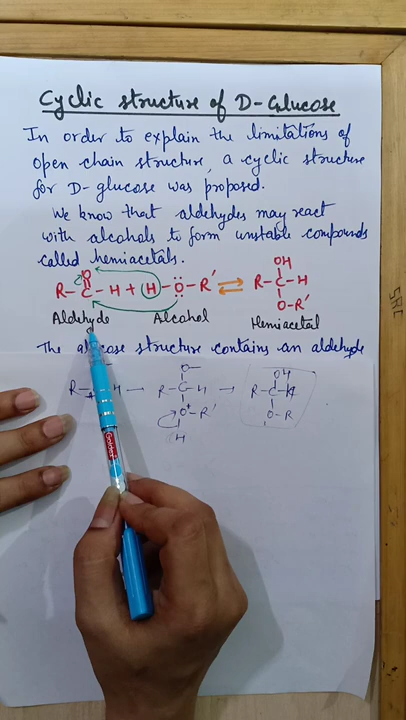 Cyclic structure of D-Glucose
In order to explain the limitations of
open chain structure, a cyclic structure
for D-glucose was proposed.
We know that aldehydes may react
with alcohols to form unstable compounds
called hemiacetals.
O OH
R-C-H + H-O-R' ⇌ R-C-H
O-R'
Aldehyde Alcohol Hemiacetal
The structure contains an aldehyde
O- OH
R H → R-C-H → R-C-H
O+-R' O-R
H